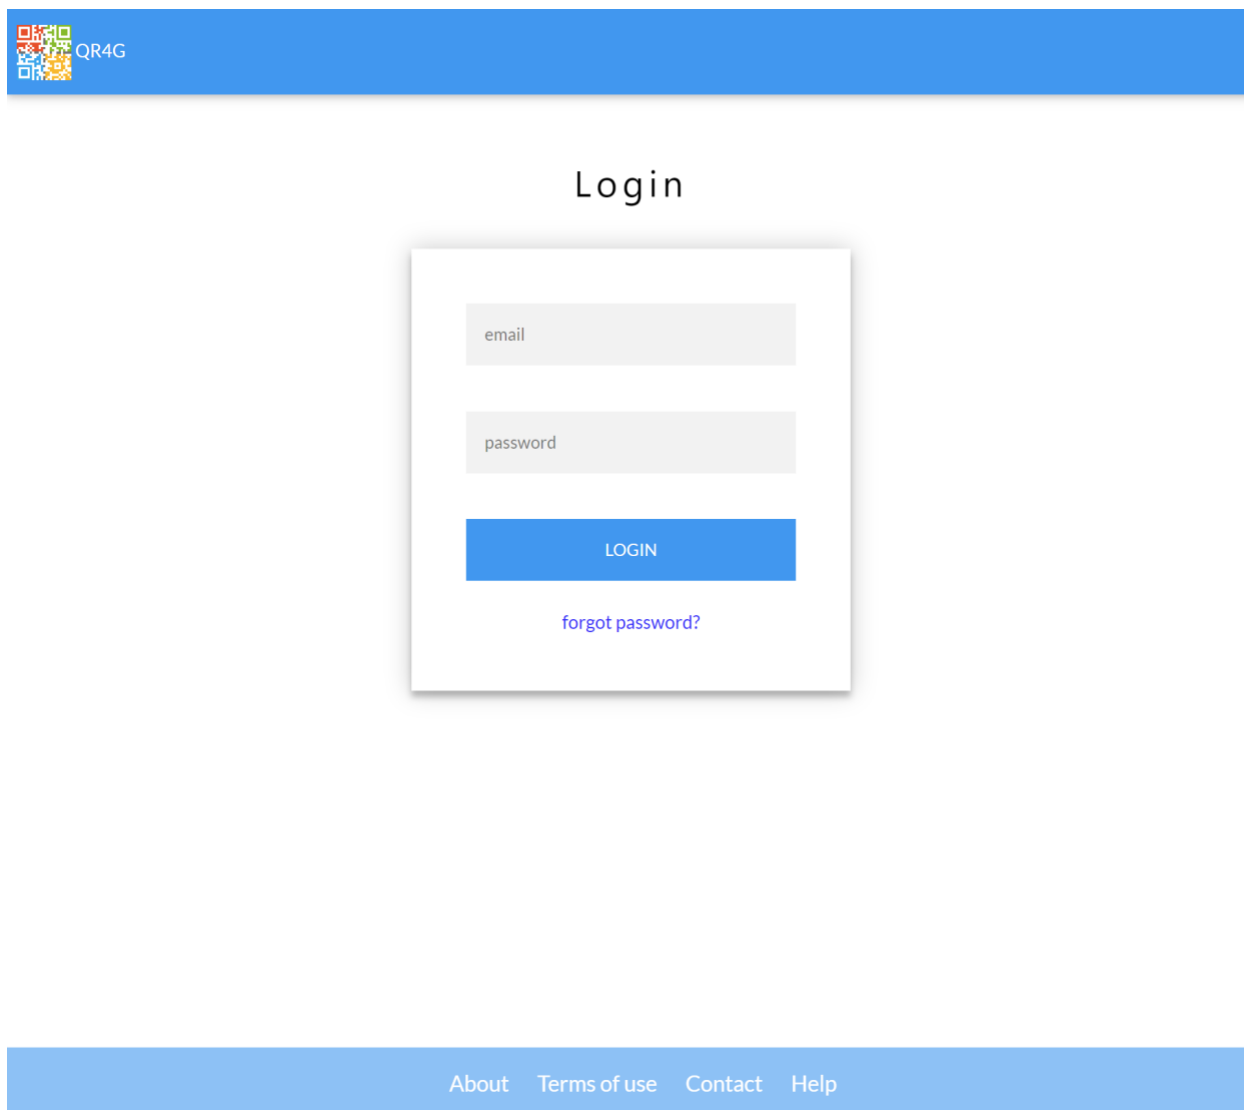 QR4G
Login
email
password
LOGIN
forgot password?
About Terms of use Contact Help